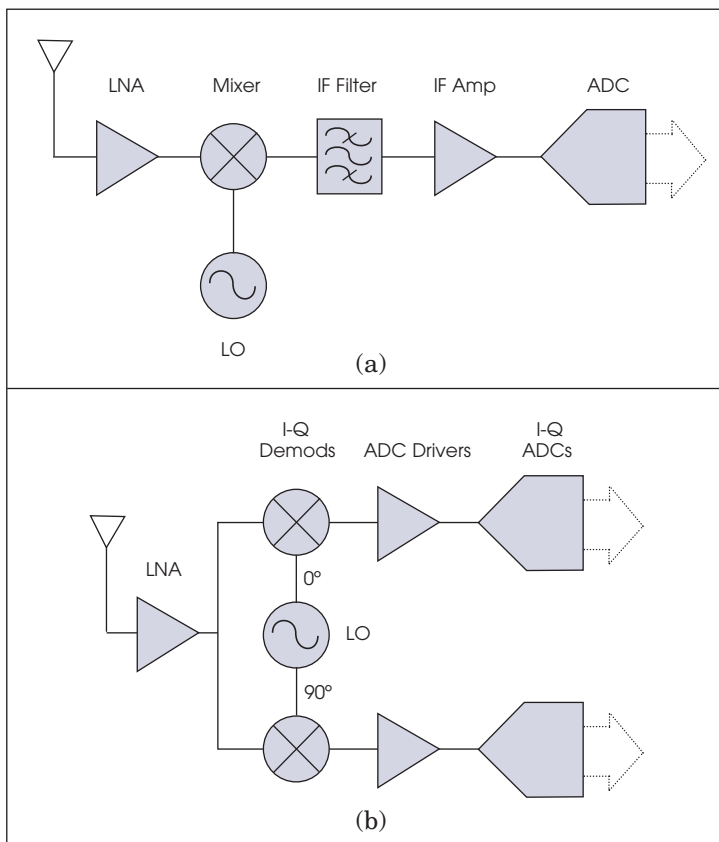 LNA Mixer IF Filter IF Amp ADC
LO
(a)
I-Q
Demods
ADC Drivers
I-Q
ADCs
LNA
0°
LO
90°
(b)